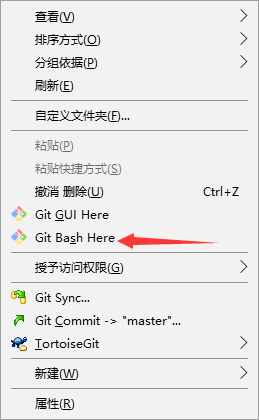 查看(V)
排序方式(O)
分组依据(P)
刷新(E)
自定义文件夹(F)...
粘贴(P)
粘贴快捷方式(S)
撤消 删除(U) Ctrl+Z
Git GUI Here
Git Bash Here
授予访问权限(G)
Git Sync...
Git Commit -> "master"...
TortoiseGit
新建(W)
属性(R)